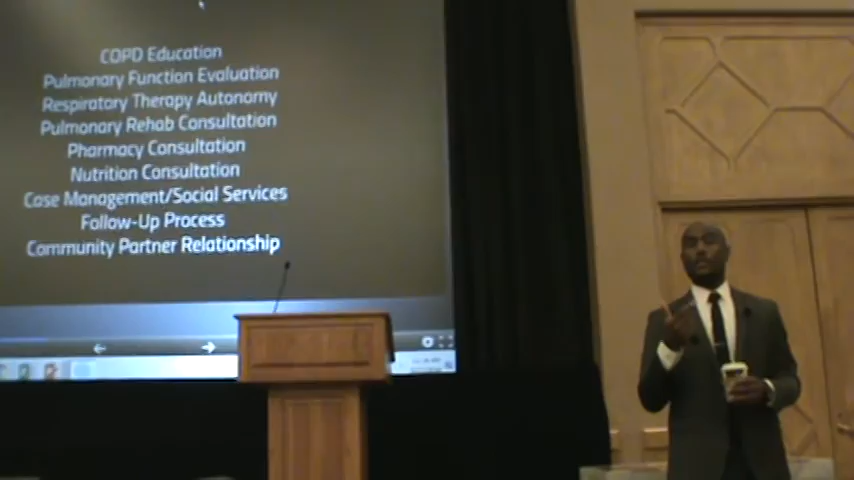 COPD Education
Pulmonary Function Evaluation
Respiratory Therapy Autonomy
Pulmonary Rehab Consultation
Pharmacy Consultation
Nutrition Consultation
Case Management/Social Services
Follow-Up Process
Community Partner Relationship